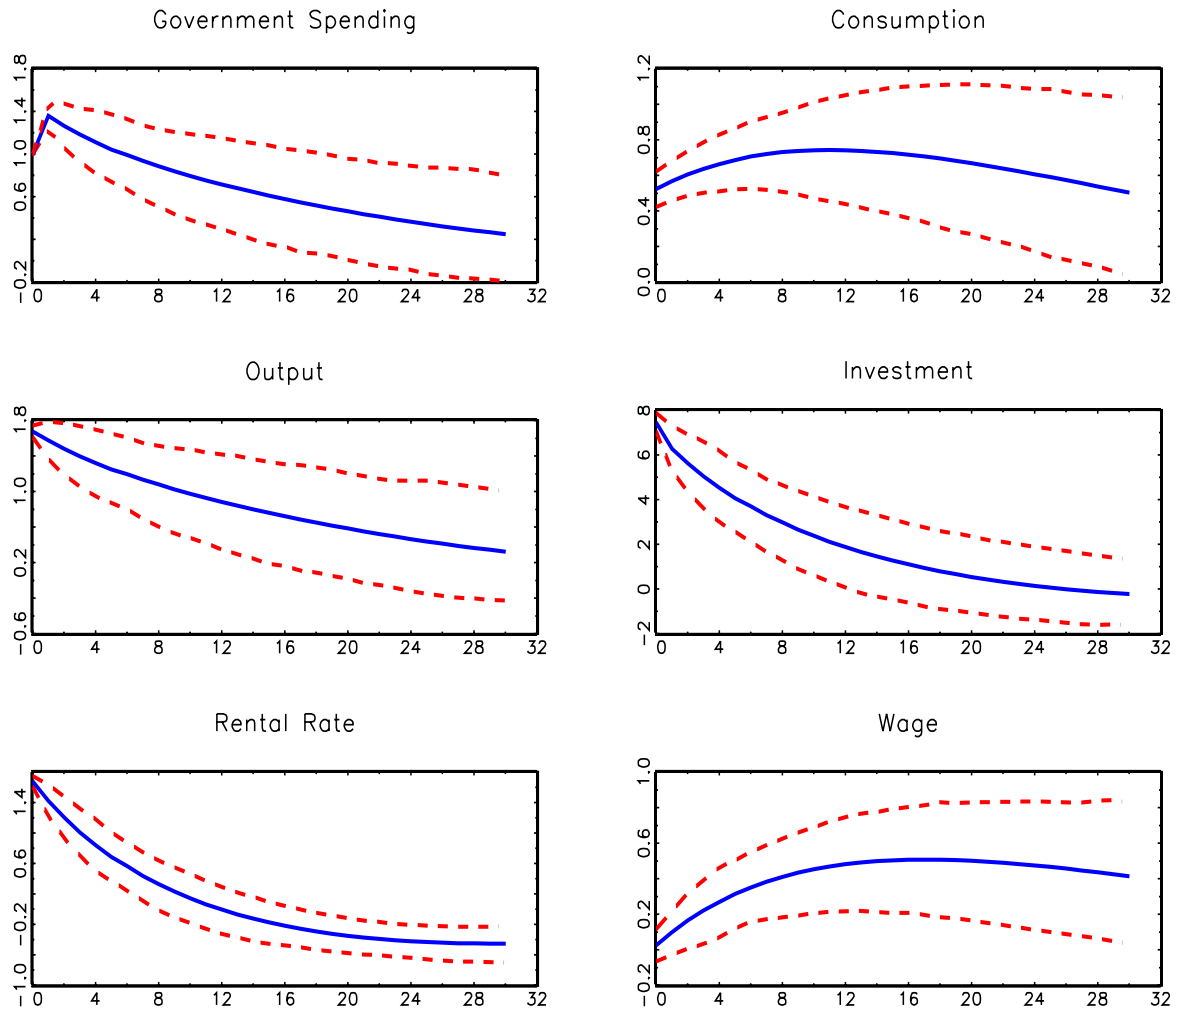 Government Spending
1.8
1.4
1.0
0.6
-0.2
0 4 8 12 16 20 24 28 32
Consumption
1.2
0.8
0.4
0.0
0 4 8 12 16 20 24 28 32
Output
1.8
1.0
0.2
-0.6
0 4 8 12 16 20 24 28 32
Investment
8
6
4
2
0
-2
0 4 8 12 16 20 24 28 32
Rental Rate
1.4
0.6
-0.2
-1.0
0 4 8 12 16 20 24 28 32
Wage
1.0
0.6
0.2
-0.2
0 4 8 12 16 20 24 28 32